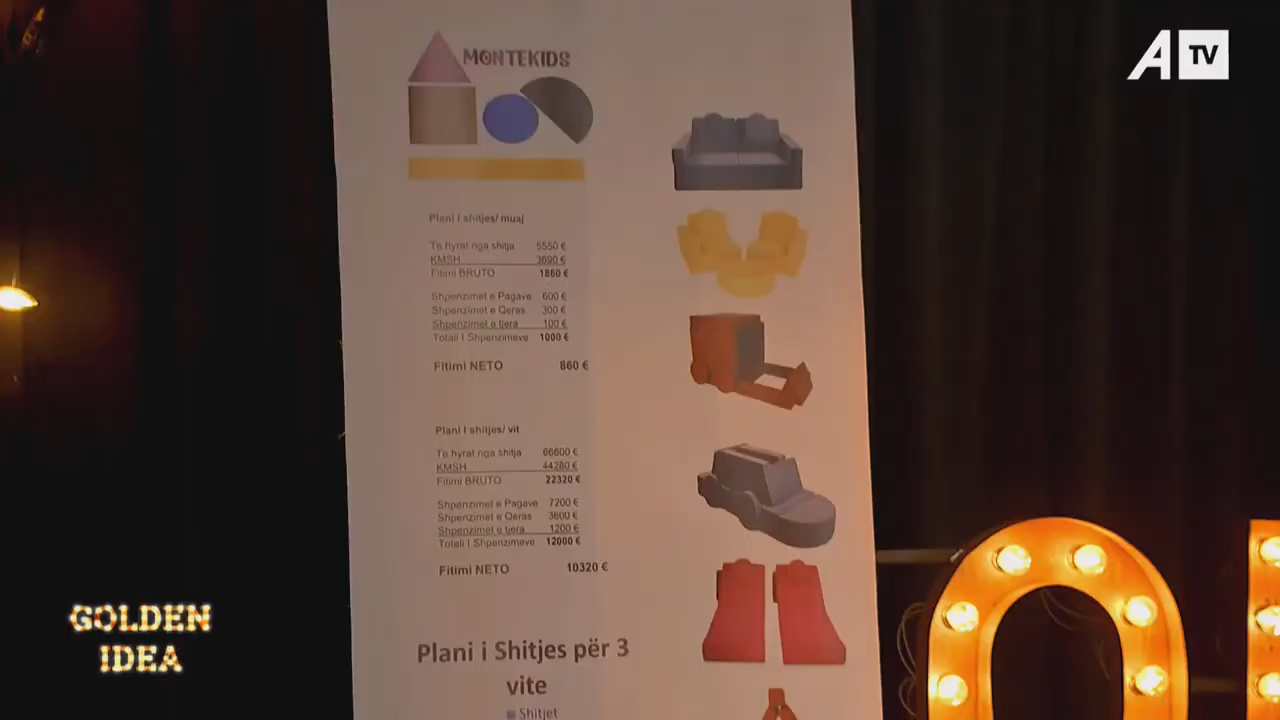 MONTEKIDS
A TV
Plani I shitjes/ muaj
Te hyrat nga shitja 5550 €
KMSH 3690 €
Fitimi BRUTO 1860 €
Shpenzimet e Pagave 600 €
Shpenzimet e Qeras 300 €
Shpenzimet e tjera 100 €
Totali I Shpenzimeve 1000 €
Fitimi NETO 860 €
Plani I shitjes/ vit
Te hyrat nga shitja 66600 €
KMSH 44280 €
Fitimi BRUTO 22320 €
Shpenzimet e Pagave 7200 €
Shpenzimet e Qeras 3600 €
Shpenzimet e tjera 1200 €
Totali I Shpenzimeve 12000 €
Fitimi NETO 10320 €
Plani i Shitjes për 3
vite
Shitjet
GOLDEN
IDEA